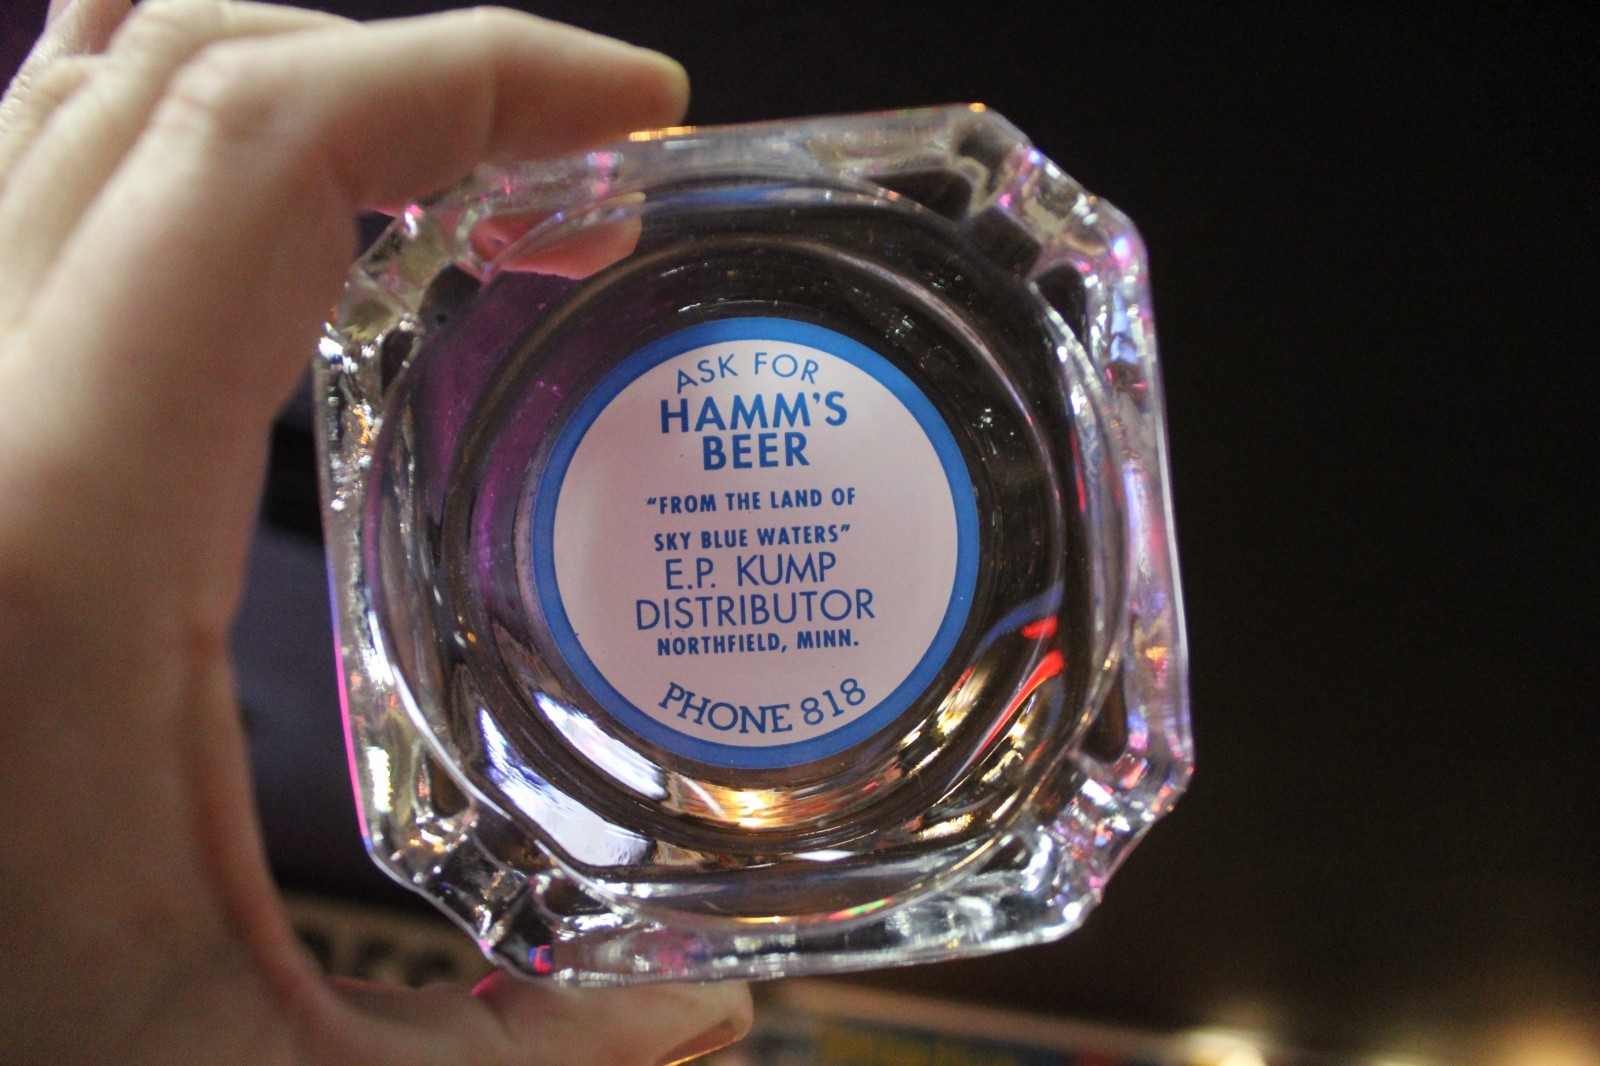 ASK FOR
HAMM'S
BEER
"FROM THE LAND OF
SKY BLUE WATERS"
E.P. KUMP
DISTRIBUTOR
NORTHFIELD, MINN.
PHONE 818